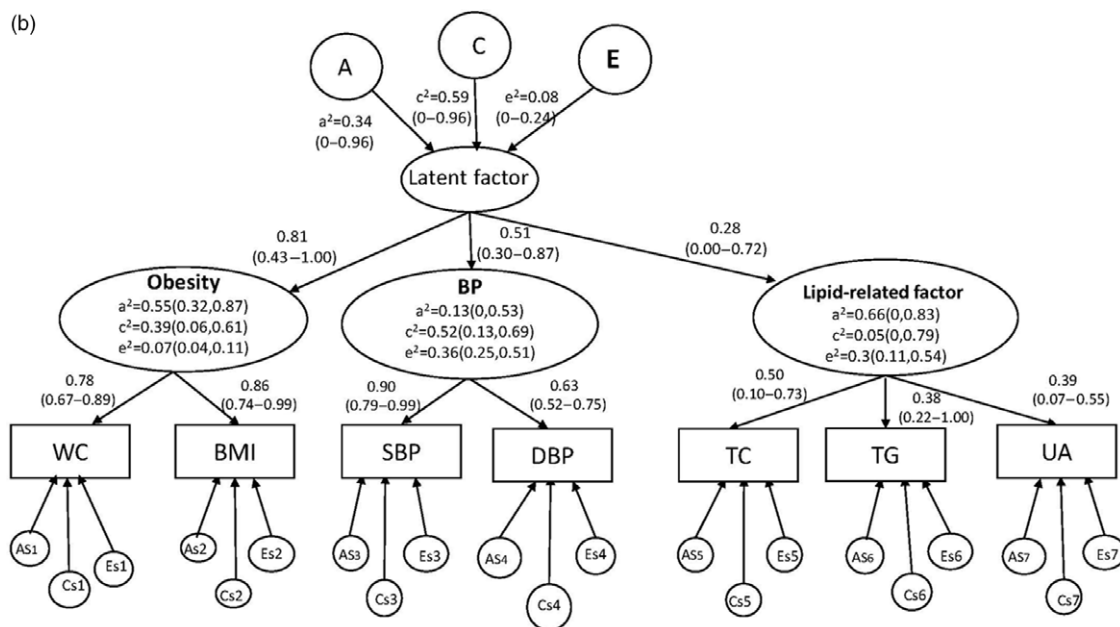 (b)
A
C
E
a²=0.34
(0–0.96)
c²=0.59
(0–0.96)
e²=0.08
(0–0.24)
Latent factor
0.81
(0.43–1.00)
0.51
(0.30–0.87)
0.28
(0.00–0.72)
Obesity
a²=0.55(0.32,0.87)
c²=0.39(0.06,0.61)
e²=0.07(0.04,0.11)
BP
a²=0.13(0,0.53)
c²=0.52(0.13,0.69)
e²=0.36(0.25,0.51)
Lipid-related factor
a²=0.66(0,0.83)
c²=0.05(0,0.79)
e²=0.3(0.11,0.54)
0.78
(0.67–0.89)
0.86
(0.74–0.99)
0.90
(0.79–0.99)
0.63
(0.52–0.75)
0.50
(0.10–0.73)
0.38
(0.22–1.00)
0.39
(0.07–0.55)
WC
BMI
SBP
DBP
TC
TG
UA
AS1
Cs1
Es1
AS2
Cs2
Es2
AS3
Cs3
Es3
AS4
Cs4
Es4
AS5
Cs5
Es5
AS6
Cs6
Es6
AS7
Cs7
Es7